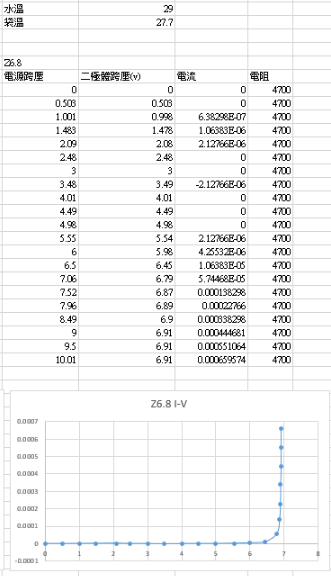 水溫 29
袋溫 27.7
Z6.8
電源跨壓 二極體跨壓(v) 電流 電阻
0 0 0 4700
0.503 0.503 0 4700
1.001 0.998 6.38298E-07 4700
1.483 1.478 1.06383E-06 4700
2.09 2.08 2.12766E-06 4700
2.48 2.48 0 4700
3 3 0 4700
3.48 3.49 -2.12766E-06 4700
4.01 4.01 0 4700
4.49 4.49 0 4700
4.98 4.98 0 4700
5.55 5.54 2.12766E-06 4700
6 5.98 4.25532E-06 4700
6.5 6.45 1.06383E-05 4700
7.06 6.79 5.74468E-05 4700
7.52 6.87 0.000138298 4700
7.96 6.89 0.00022766 4700
8.49 6.9 0.000338298 4700
9 6.91 0.000444681 4700
9.5 6.91 0.000551064 4700
10.01 6.91 0.000659574 4700
Z6.8 I-V
0.0007
0.0006
0.0005
0.0004
0.0003
0.0002
0.0001
0
0 1 2 3 4 5 6 7 8
-0.0001